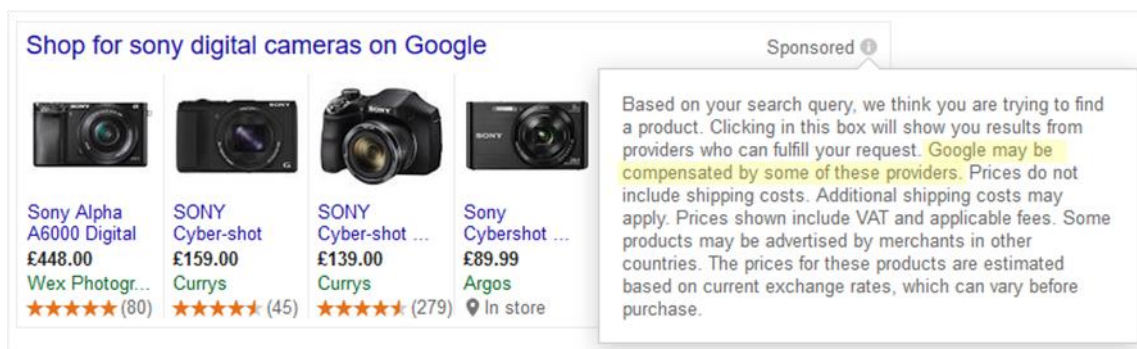 Shop for sony digital cameras on Google
Sponsored
Based on your search query, we think you are trying to find
a product. Clicking in this box will show you results from
providers who can fulfill your request. Google may be
compensated by some of these providers. Prices do not
include shipping costs. Additional shipping costs may
apply. Prices shown include VAT and applicable fees. Some
products may be advertised by merchants in other
countries. The prices for these products are estimated
based on current exchange rates, which can vary before
purchase.
SONY
SONY
SONY
SONY
Sony Alpha
A6000 Digital
£448.00
Wex Photogr...
(80)
SONY
Cyber-shot
£159.00
Currys
(45)
SONY
Cyber-shot ...
£139.00
Currys
(279)
Sony
Cybershot ...
£89.99
Argos
In store